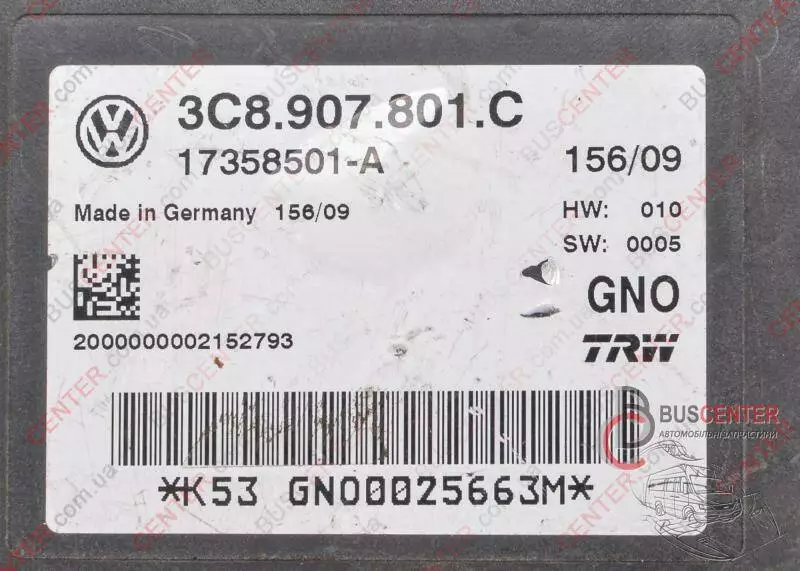 3C8.907.801.C
17358501-A 156/09
Made in Germany 156/09 HW: 010
SW: 0005
GNO
2000000002152793
TRW
BUSCENTER
АВТОМОБІЛЬНІ ЗАПЧАСТИНИ
*K53 GNO00025663M*